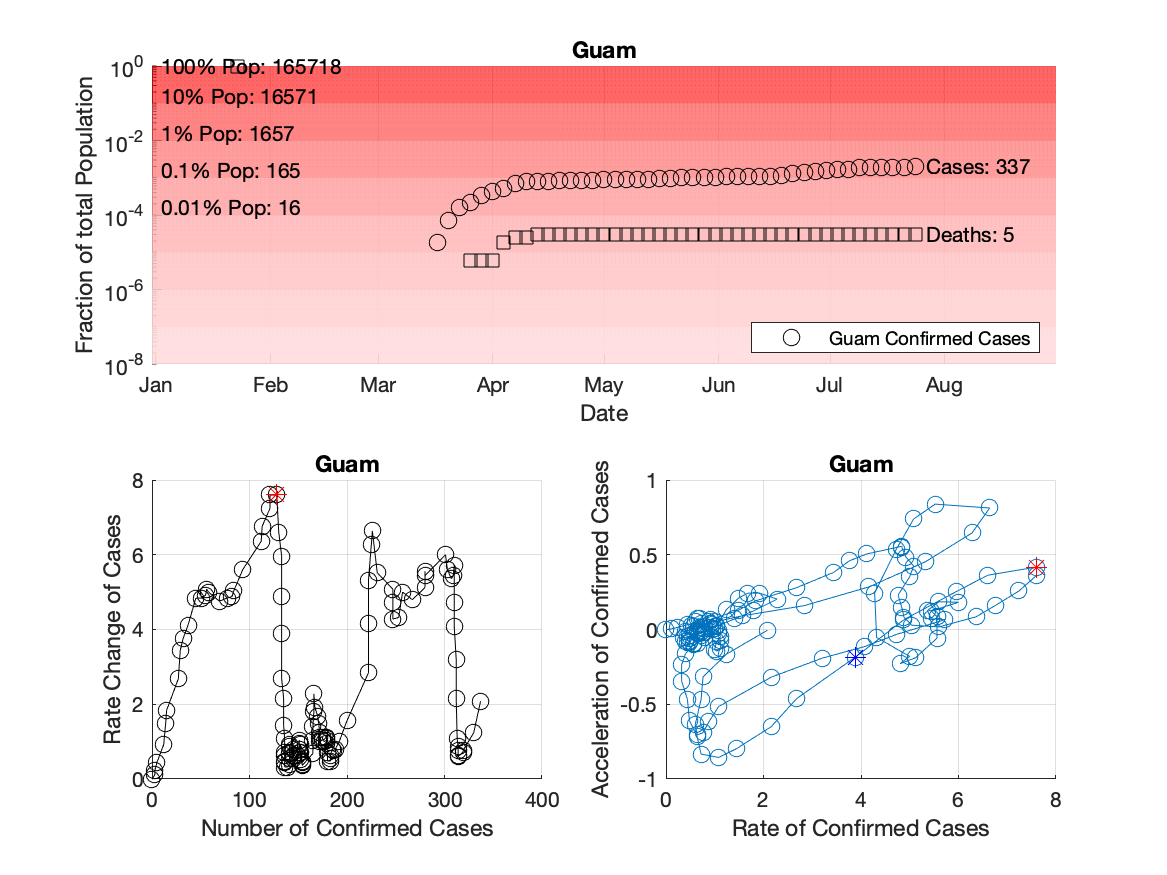 Guam
10^0
10^-2
10^-4
10^-6
10^-8
Fraction of total Population
100% Pop: 165718
10% Pop: 16571
1% Pop: 1657
0.1% Pop: 165
0.01% Pop: 16
Cases: 337
Deaths: 5
Guam Confirmed Cases
Jan Feb Mar Apr May Jun Jul Aug
Date
Guam
8
6
4
2
0
Rate Change of Cases
0 100 200 300 400
Number of Confirmed Cases
Guam
1
0.5
0
-0.5
-1
Acceleration of Confirmed Cases
0 2 4 6 8
Rate of Confirmed Cases